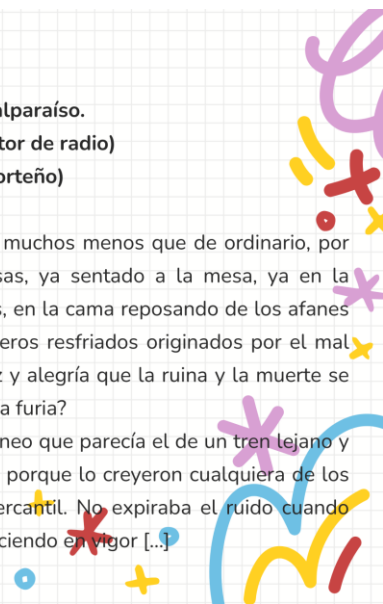 alparaíso.
tor de radio)
orteño)
muchos menos que de ordinario, por
sas, ya sentado a la mesa, ya en la
s, en la cama reposando de los afanes
eros resfriados originados por el mal
z y alegría que la ruina y la muerte se
a furia?
neo que parecía el de un tren lejano y
porque lo creyeron cualquiera de los
ercantil. No expiraba el ruido cuando
ciendo en vigor [...]